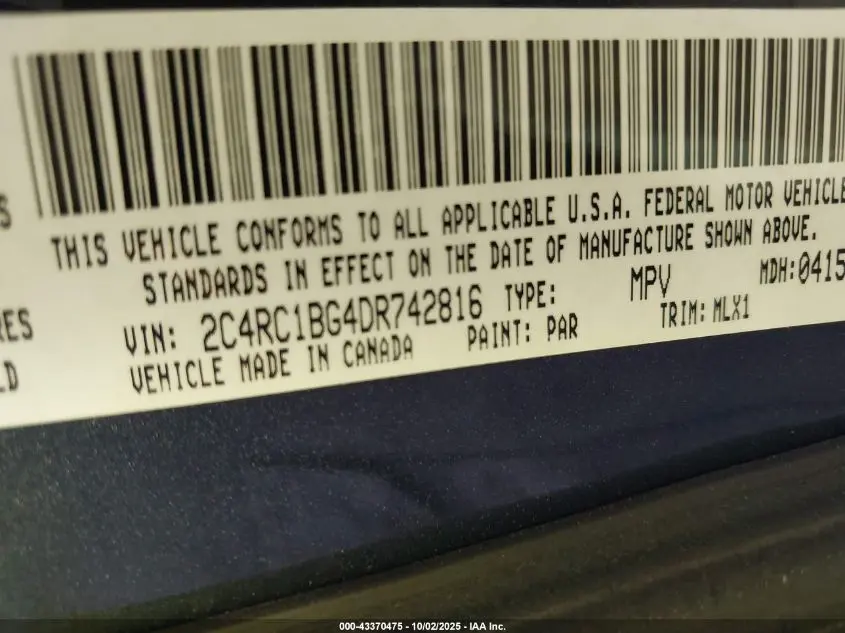 THIS VEHICLE CONFORMS TO ALL APPLICABLE U.S.A. FEDERAL MOTOR VEHICLE
STANDARDS IN EFFECT ON THE DATE OF MANUFACTURE SHOWN ABOVE.
VIN: 2C4RC1BG4DR742816 TYPE: MPV MDH:0415
VEHICLE MADE IN CANADA PAINT: PAR TRIM: MLX1
000-43370475 - 10/02/2025 - IAA Inc.